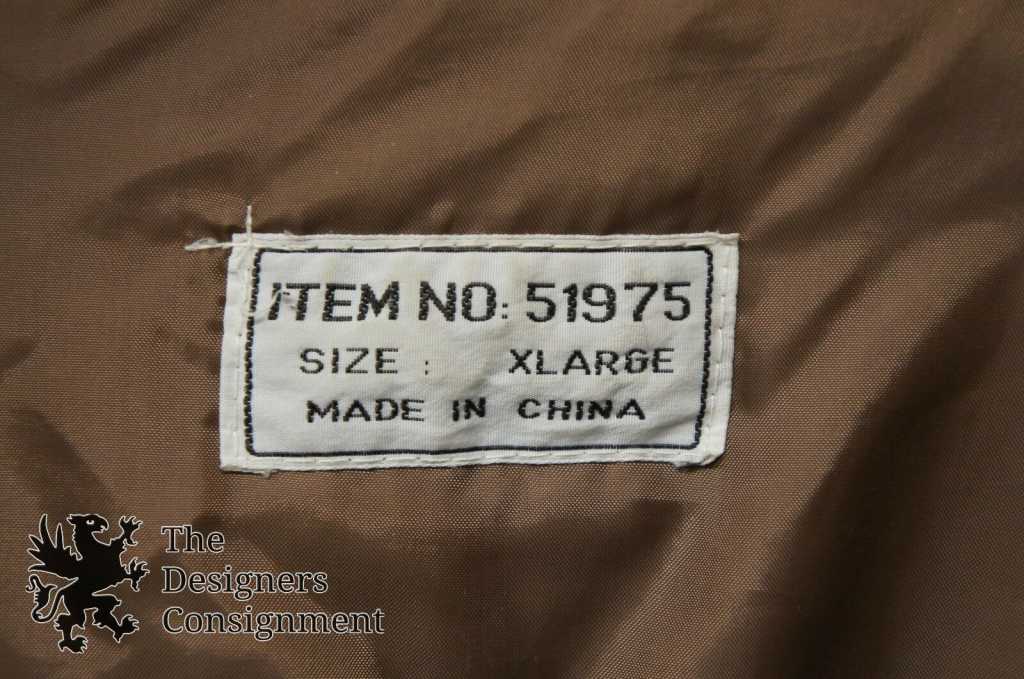 ITEM NO: 51975
SIZE : XLARGE
MADE IN CHINA
The
Designers
Consignment